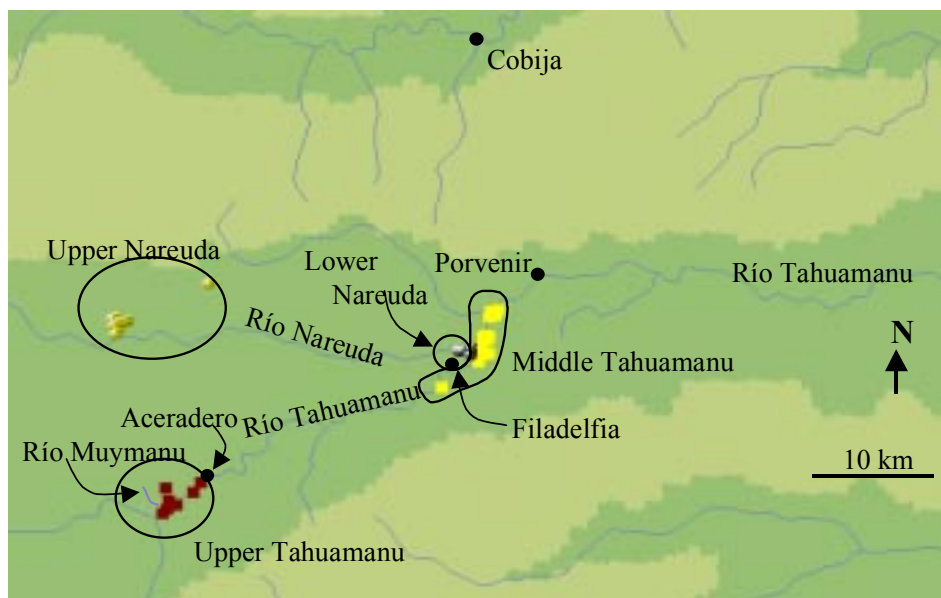 Cobija
Upper Nareuda
Lower
Nareuda
Porvenir
Río Tahuamanu
Río Nareuda
N
Middle Tahuamanu
Río Tahuamanu
Aceradero
Filadelfia
Río Muymanu
10 km
Upper Tahuamanu